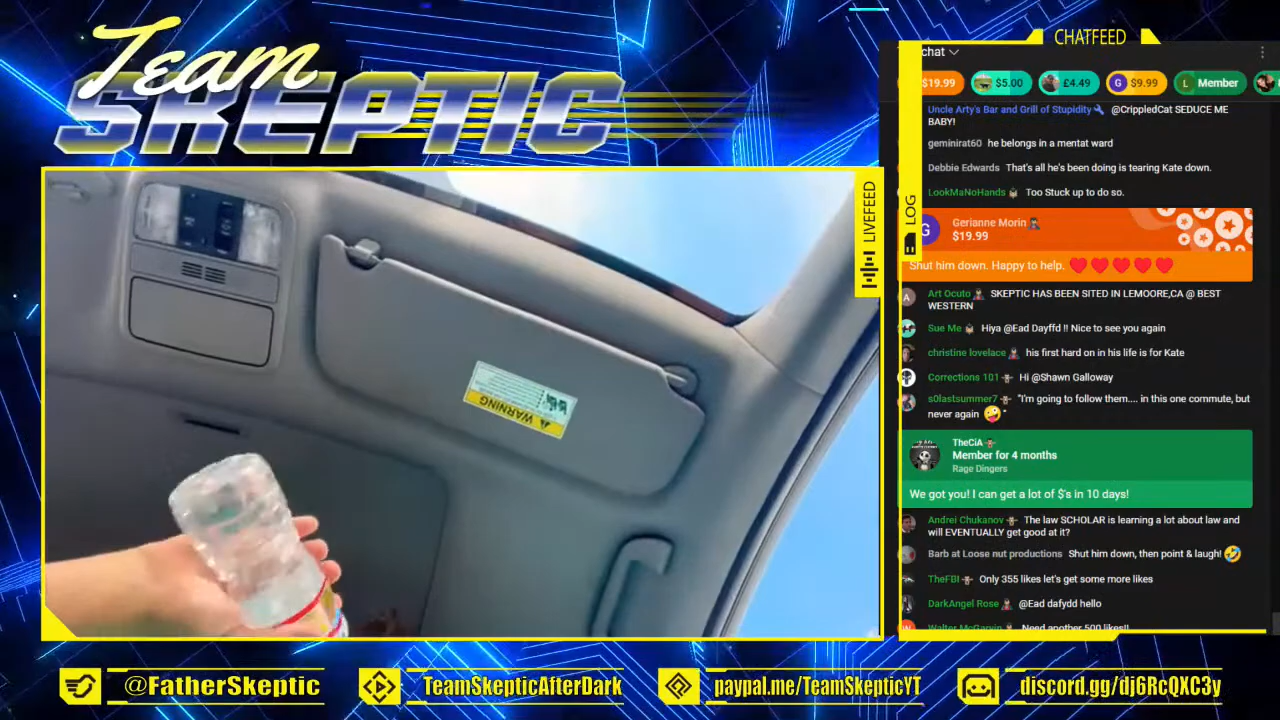 Team
SKEPTIC
CHATFEED
chat
$19.99
$5.00
£4.49
G $9.99
L Member
Uncle Arty's Bar and Grill of Stupidity @CrippledCat SEDUCE ME
BABY!
geminirat60 he belongs in a mentat ward
Debbie Edwards That's all he's been doing is tearing Kate down.
LookMaNoHands Too Stuck up to do so.
G Gerianne Morin
$19.99
Shut him down. Happy to help. ❤❤❤❤❤
A Art Ocuto SKEPTIC HAS BEEN SITED IN LEMOORE,CA @ BEST
WESTERN
Sue Me Hiya @Ead Dayffd !! Nice to see you again
christine lovelace his first hard on in his life is for Kate
Corrections 101 Hi @Shawn Galloway
s0lastsummer7 "I'm going to follow them.... in this one commute, but
never again 🤪"
TheCiA
Member for 4 months
Rage Dingers
We got you! I can get a lot of $'s in 10 days!
Andrei Chukanov The law SCHOLAR is learning a lot about law and
will EVENTUALLY get good at it?
Barb at Loose nut productions Shut him down, then point & laugh! 🤣
TheFBI Only 355 likes let's get some more likes
DarkAngel Rose @Ead dafydd hello
Walter McGarvin Need another 500 likes!!
LIVEFEED
LOG
WARNING
@FatherSkeptic
TeamSkepticAfterDark
paypal.me/TeamSkepticYT
discord.gg/dj6RcQXC3y